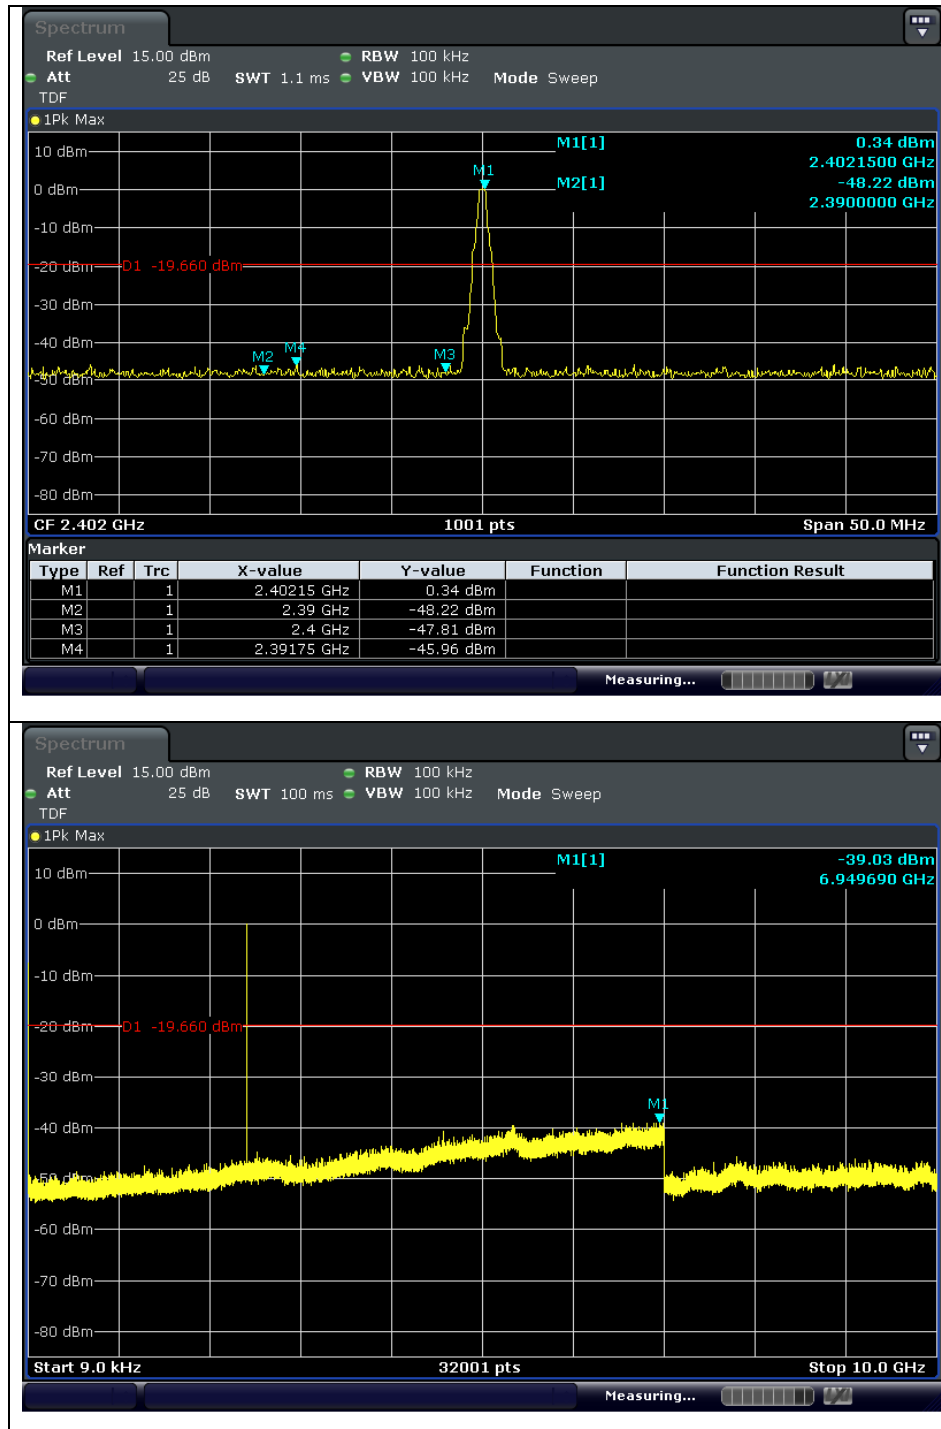 Spectrum
Ref Level 15.00 dBm RBW 100 kHz
Att 25 dB SWT 1.1 ms VBW 100 kHz Mode Sweep
TDF
1Pk Max
M1[1] 0.34 dBm
2.4021500 GHz
M2[1] -48.22 dBm
2.3900000 GHz
10 dBm
M1
0 dBm
-10 dBm
-20 dBm D1 -19.660 dBm
-30 dBm
-40 dBm
M2 M4 M3
-50 dBm
-60 dBm
-70 dBm
-80 dBm
CF 2.402 GHz 1001 pts Span 50.0 MHz
Marker
Type Ref Trc X-value Y-value Function Function Result
M1 1 2.40215 GHz 0.34 dBm
M2 1 2.39 GHz -48.22 dBm
M3 1 2.4 GHz -47.81 dBm
M4 1 2.39175 GHz -45.96 dBm
Measuring...
Spectrum
Ref Level 15.00 dBm RBW 100 kHz
Att 25 dB SWT 100 ms VBW 100 kHz Mode Sweep
TDF
1Pk Max
M1[1] -39.03 dBm
6.949690 GHz
10 dBm
0 dBm
-10 dBm
-20 dBm D1 -19.660 dBm
-30 dBm
M1
-40 dBm
-50 dBm
-60 dBm
-70 dBm
-80 dBm
Start 9.0 kHz 32001 pts Stop 10.0 GHz
Measuring...